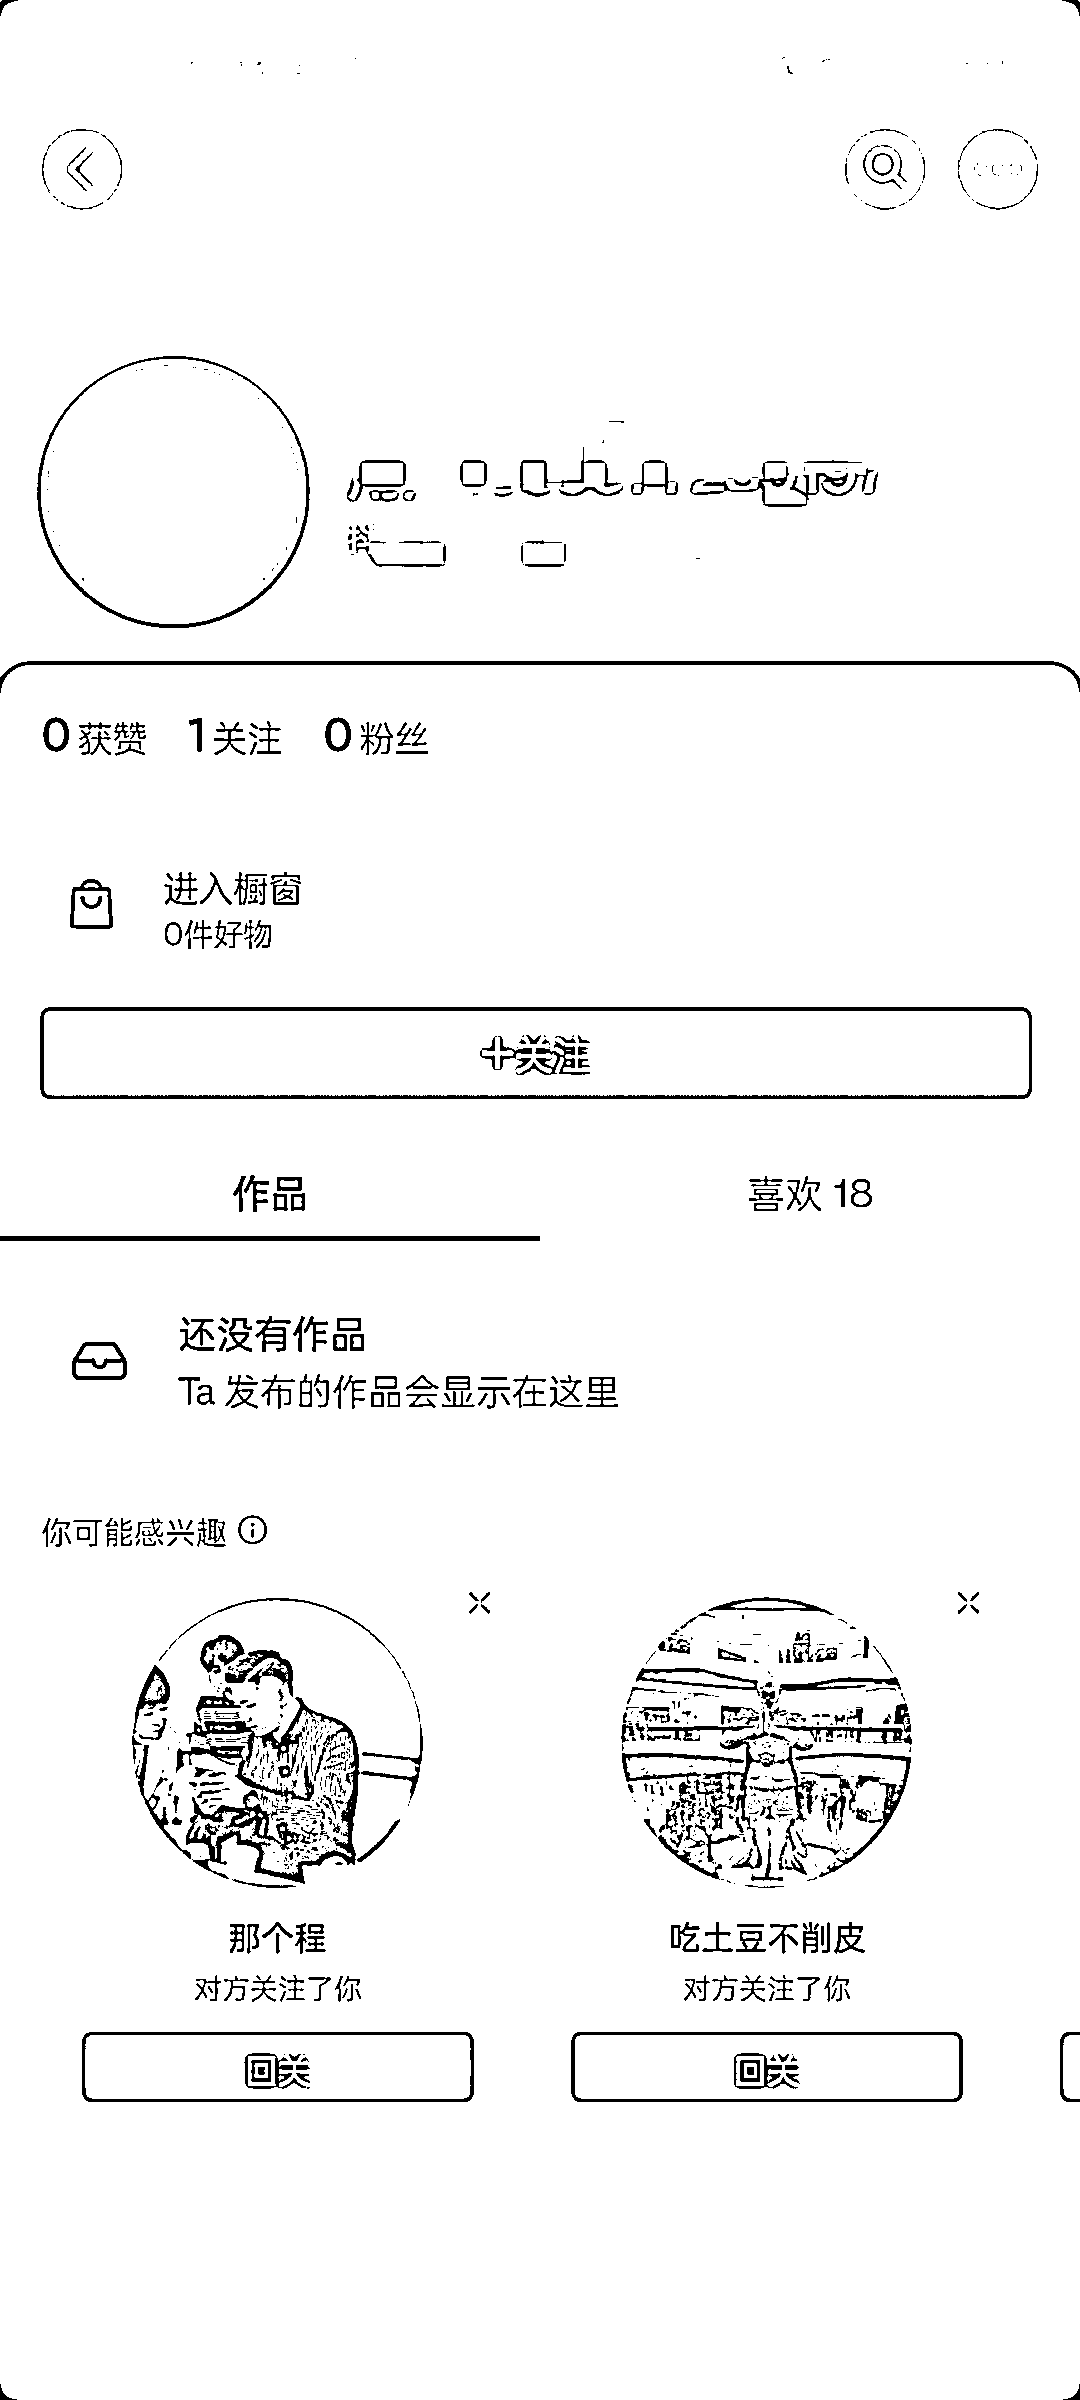 0 获赞 1 关注 0 粉丝
进入橱窗
0件好物
+关注
作品 喜欢 18
还没有作品
Ta 发布的作品会显示在这里
你可能感兴趣
那个程 吃土豆不削皮
对方关注了你 对方关注了你
回关 回关